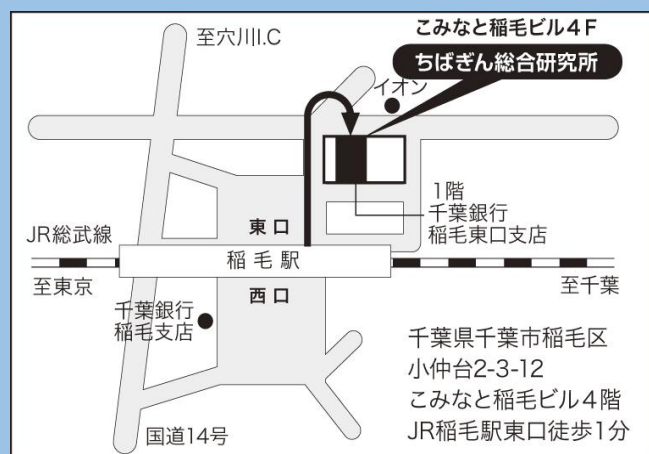 こみなと稲毛ビル4F
ちばぎん総合研究所
至穴川I.C
イオン
1階
千葉銀行
稲毛東口支店
東口
JR総武線
稲毛駅
至東京
至千葉
西口
千葉銀行
稲毛支店
国道14号
千葉県千葉市稲毛区
小仲台2-3-12
こみなと稲毛ビル4階
JR稲毛駅東口徒歩1分